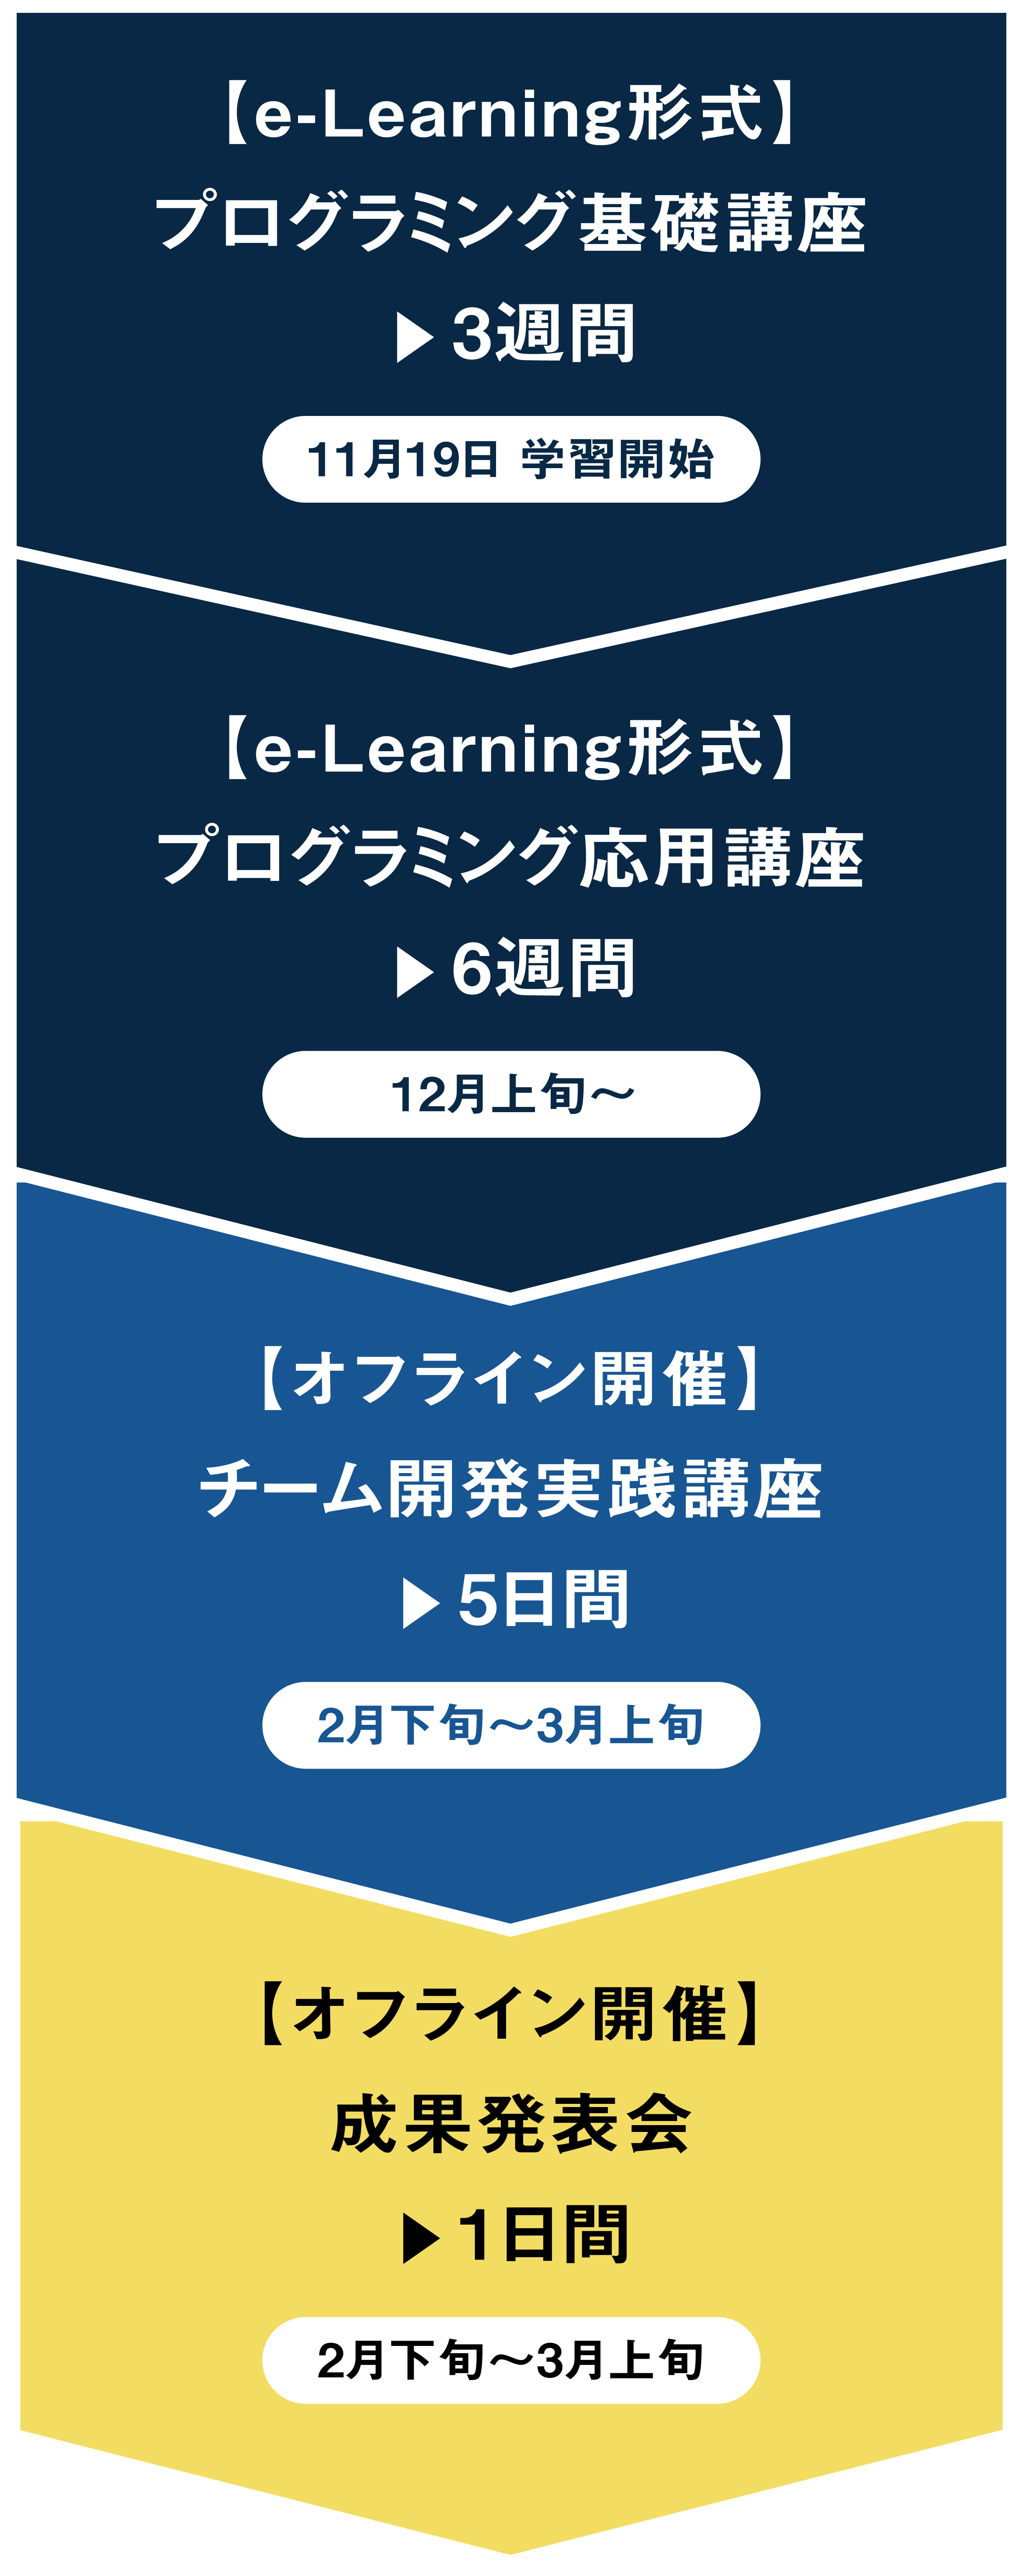 【e-Learning形式】
プログラミング基礎講座
▶3週間
11月19日 学習開始
【e-Learning形式】
プログラミング応用講座
▶6週間
12月上旬〜
【オフライン開催】
チーム開発実践講座
▶5日間
2月下旬〜3月上旬
【オフライン開催】
成果発表会
▶1日間
2月下旬〜3月上旬